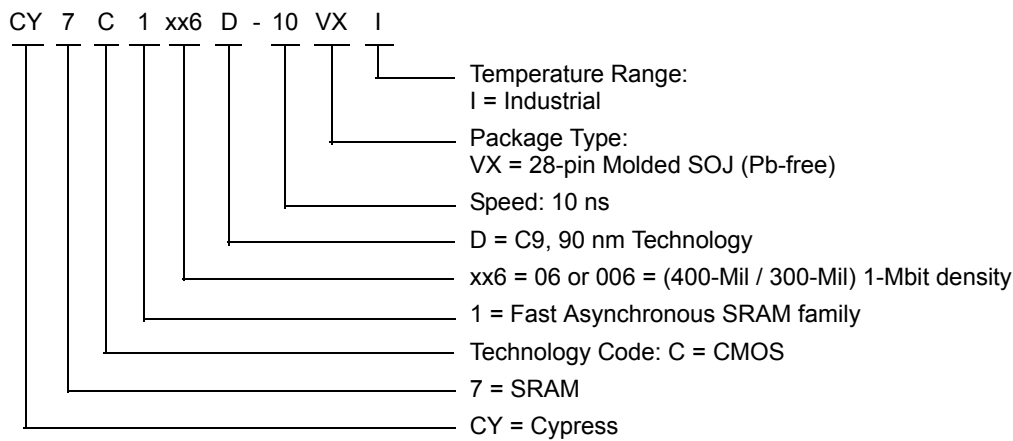 CY 7 C 1 xx6 D - 10 VX I
Temperature Range:
I = Industrial
Package Type:
VX = 28-pin Molded SOJ (Pb-free)
Speed: 10 ns
D = C9, 90 nm Technology
xx6 = 06 or 006 = (400-Mil / 300-Mil) 1-Mbit density
1 = Fast Asynchronous SRAM family
Technology Code: C = CMOS
7 = SRAM
CY = Cypress